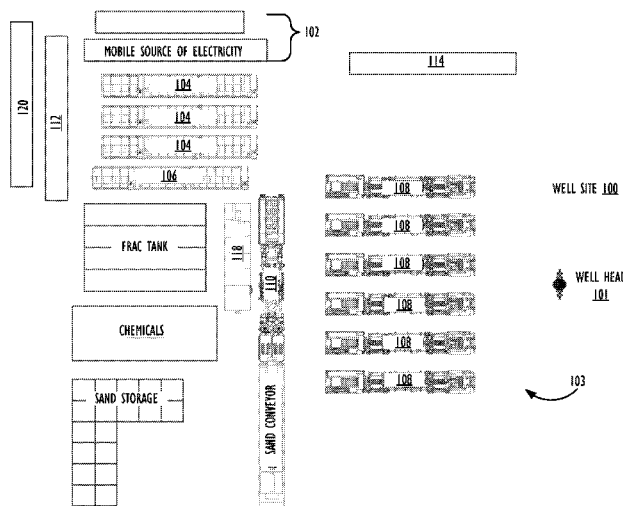 102
MOBILE SOURCE OF ELECTRICITY
114
120
112
104
104
104
106
108
WELL SITE 100
108
118
FRAC TANK
108
110
WELL HEAD
101
108
CHEMICALS
108
108
103
SAND STORAGE
SAND CONVEYOR